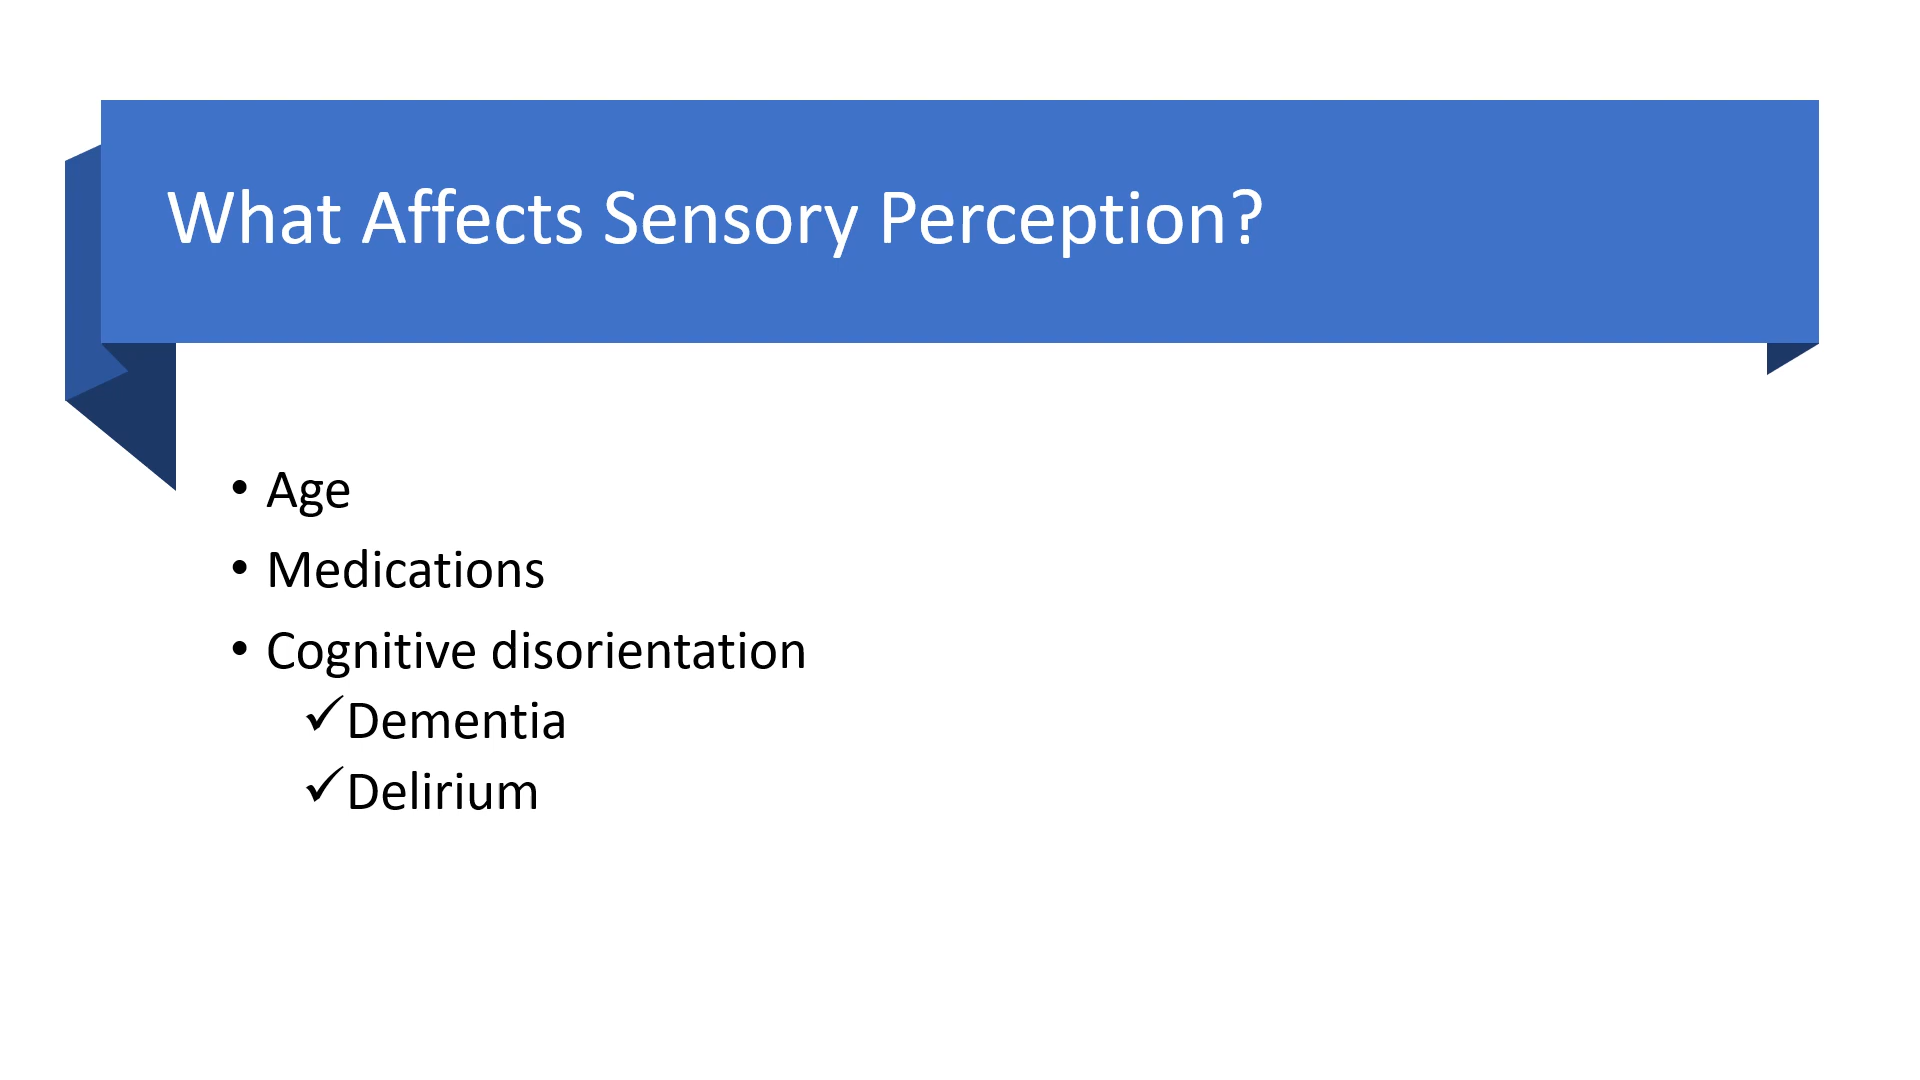 What Affects Sensory Perception?
• Age
• Medications
• Cognitive disorientation
✓Dementia
✓Delirium